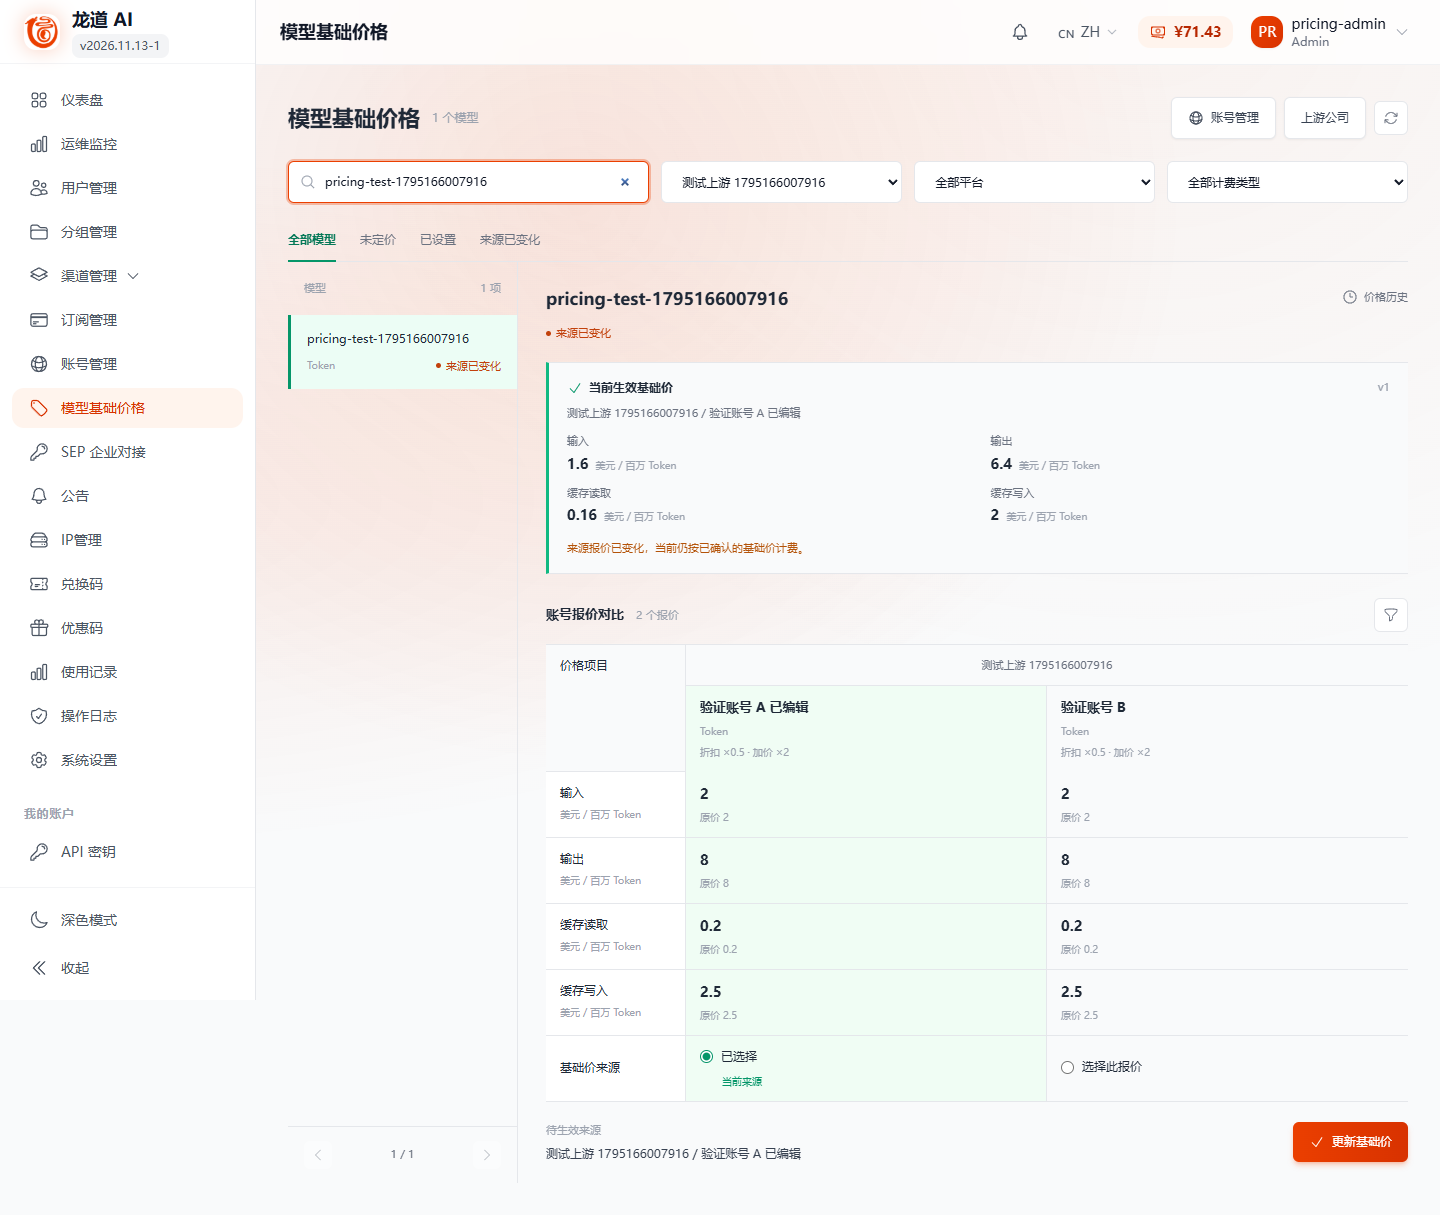 龙道 AI
v2026.11.13-1
仪表盘
运维监控
用户管理
分组管理
渠道管理
订阅管理
账号管理
模型基础价格
SEP 企业对接
公告
IP管理
兑换码
优惠码
使用记录
操作日志
系统设置
我的账户
API 密钥
深色模式
收起
模型基础价格
CN ZH
¥71.43
PR
pricing-admin
Admin
模型基础价格 1 个模型
账号管理
上游公司
pricing-test-1795166007916
测试上游 1795166007916
全部平台
全部计费类型
全部模型 未定价 已设置 来源已变化
模型 1 项
pricing-test-1795166007916
Token 来源已变化
1 / 1
pricing-test-1795166007916
价格历史
来源已变化
当前生效基础价 v1
测试上游 1795166007916 / 验证账号 A 已编辑
输入 输出
1.6 美元 / 百万 Token 6.4 美元 / 百万 Token
缓存读取 缓存写入
0.16 美元 / 百万 Token 2 美元 / 百万 Token
来源报价已变化，当前仍按已确认的基础价计费。
账号报价对比 2 个报价
价格项目 测试上游 1795166007916
验证账号 A 已编辑 验证账号 B
Token Token
折扣 ×0.5 · 加价 ×2 折扣 ×0.5 · 加价 ×2
输入 2 2
美元 / 百万 Token 原价 2 原价 2
输出 8 8
美元 / 百万 Token 原价 8 原价 8
缓存读取 0.2 0.2
美元 / 百万 Token 原价 0.2 原价 0.2
缓存写入 2.5 2.5
美元 / 百万 Token 原价 2.5 原价 2.5
基础价来源 已选择 选择此报价
当前来源
待生效来源
测试上游 1795166007916 / 验证账号 A 已编辑
更新基础价